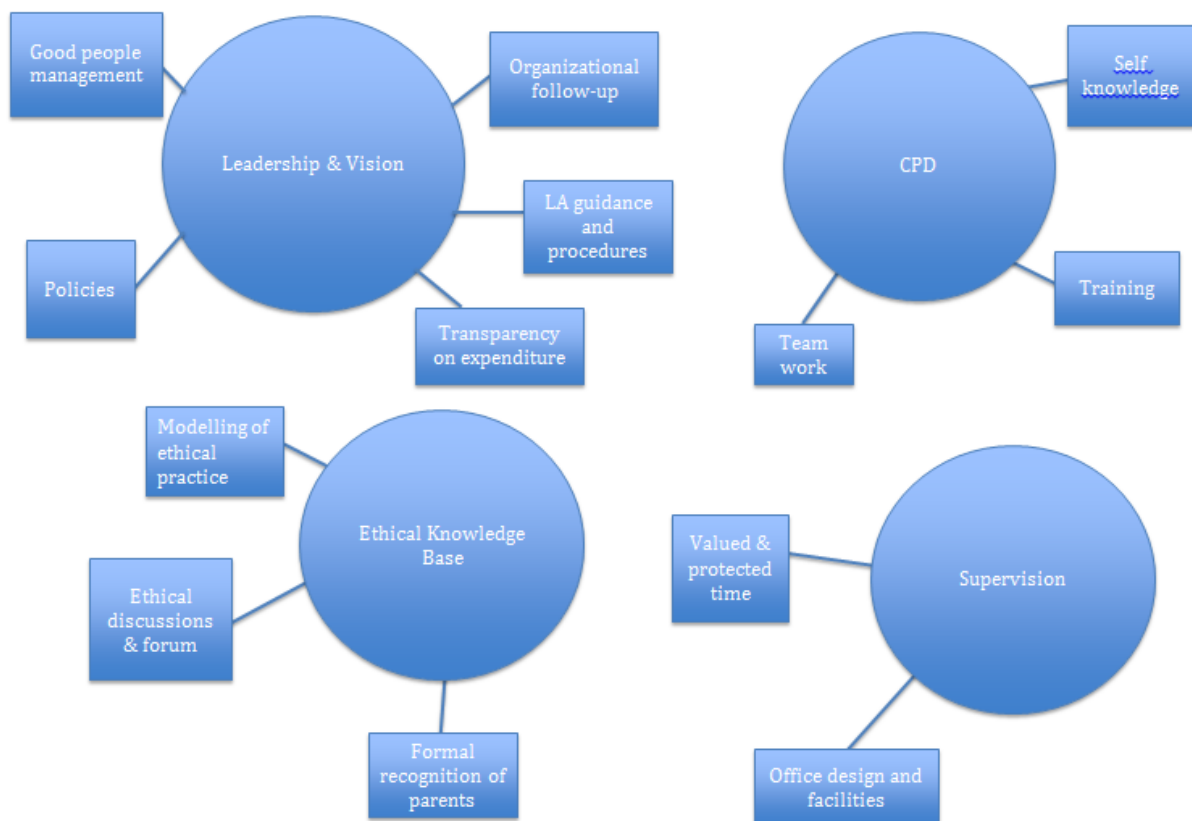 Good people
management
Organizational
follow-up
Leadership & Vision
LA guidance
and
procedures
Policies
Transparency
on expenditure
Self
knowledge
CPD
Training
Team
work
Modelling of
ethical
practice
Ethical Knowledge
Base
Ethical
discussions
& forum
Formal
recognition of
parents
Valued &
protected
time
Supervision
Office design and
facilities